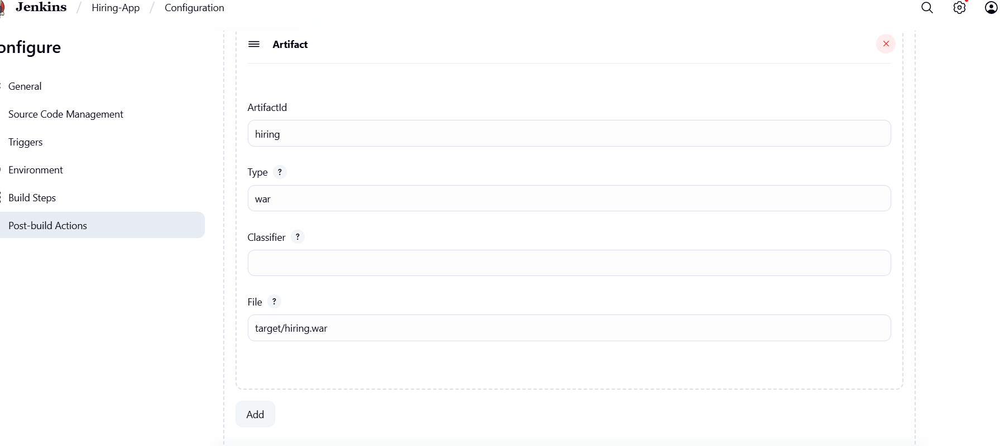 Jenkins / Hiring-App / Configuration
onfigure
General
Source Code Management
Triggers
Environment
Build Steps
Post-build Actions
Artifact
ArtifactId
hiring
Type ?
war
Classifier ?
File ?
target/hiring.war
Add